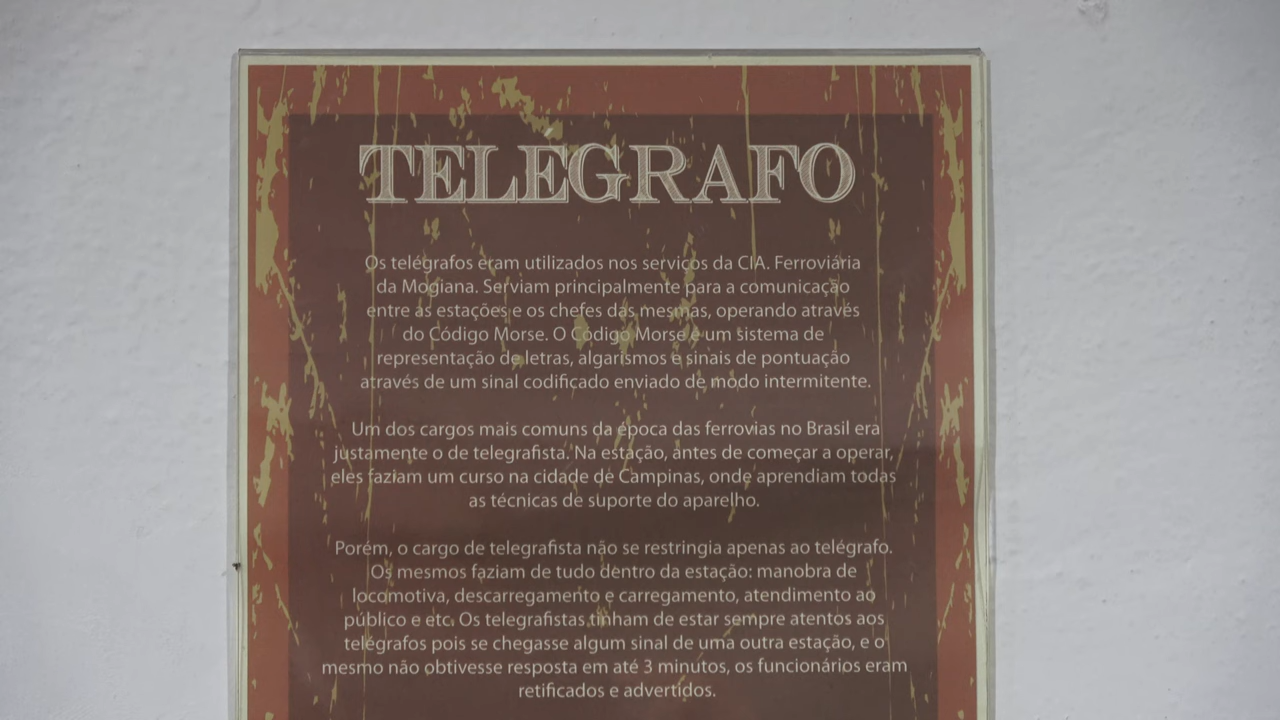 TELEGRAFO
Os telégrafos eram utilizados nos serviços da CIA. Ferroviária
da Mogiana. Serviam principalmente para a comunicação
entre as estações e os chefes das mesmas, operando através
do Código Morse. O Código Morse é um sistema de
representação de letras, algarismos e sinais de pontuação
através de um sinal codificado enviado de modo intermitente.
Um dos cargos mais comuns da época das ferrovias no Brasil era
justamente o de telegrafista. Na estação, antes de começar a operar,
eles faziam um curso na cidade de Campinas, onde aprendiam todas
as técnicas de suporte do aparelho.
Porém, o cargo de telegrafista não se restringia apenas ao telégrafo.
Os mesmos faziam de tudo dentro da estação: manobra de
locomotiva, descarregamento e carregamento, atendimento ao
público e etc. Os telegrafistas tinham de estar sempre atentos aos
telégrafos pois se chegasse algum sinal de uma outra estação, e o
mesmo não obtivesse resposta em até 3 minutos, os funcionários eram
retificados e advertidos.